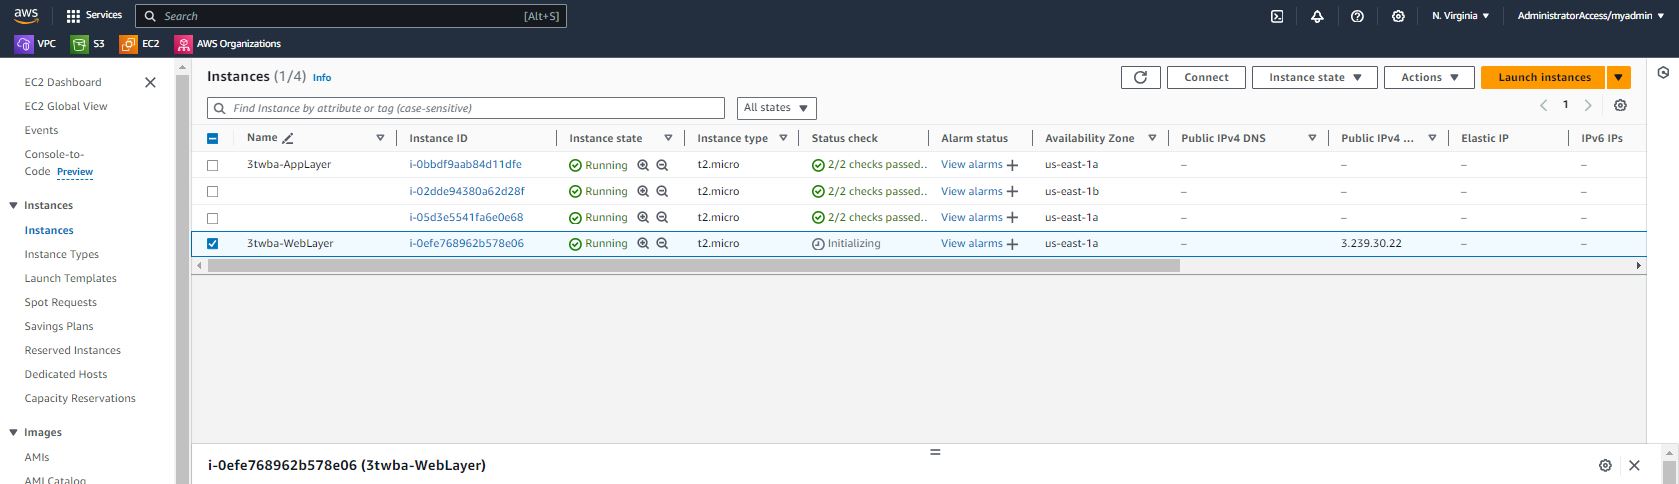 aws Services Search [Alt+S] N. Virginia AdministratorAccess/myadmin
VPC S3 EC2 AWS Organizations
EC2 Dashboard
EC2 Global View
Events
Console-to-
Code Preview
Instances
Instances
Instance Types
Launch Templates
Spot Requests
Savings Plans
Reserved Instances
Dedicated Hosts
Capacity Reservations
Images
AMIs
AMI Catalog
Instances (1/4) Info Connect Instance state Actions Launch instances
Find Instance by attribute or tag (case-sensitive) All states 1
Name Instance ID Instance state Instance type Status check Alarm status Availability Zone Public IPv4 DNS Public IPv4 ... Elastic IP IPv6 IPs
3twba-AppLayer i-0bbdf9aab84d11dfe Running t2.micro 2/2 checks passed.. View alarms + us-east-1a – – – –
i-02dde94380a62d28f Running t2.micro 2/2 checks passed.. View alarms + us-east-1b – – – –
i-05d3e5541fa6e0e68 Running t2.micro 2/2 checks passed.. View alarms + us-east-1a – – – –
3twba-WebLayer i-0efe768962b578e06 Running t2.micro Initializing View alarms + us-east-1a – 3.239.30.22 – –
i-0efe768962b578e06 (3twba-WebLayer)